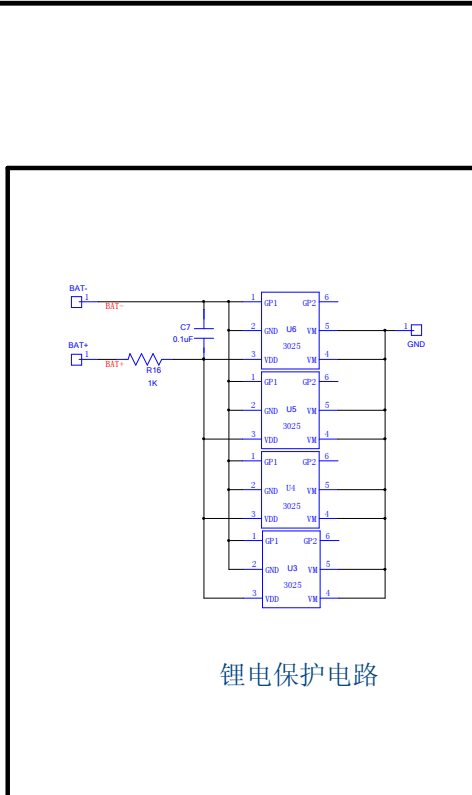 BAT-
1
BAT-
C7
0.1uF
BAT+
1
BAT+
R16
1K
1 GP1 GP2 6
2 GND U6 VM 5
3025
3 VDD VM 4
1
GND
1 GP1 GP2 6
2 GND U5 VM 5
3025
3 VDD VM 4
1 GP1 GP2 6
2 GND U4 VM 5
3025
3 VDD VM 4
1 GP1 GP2 6
2 GND U3 VM 5
3025
3 VDD VM 4
锂电保护电路